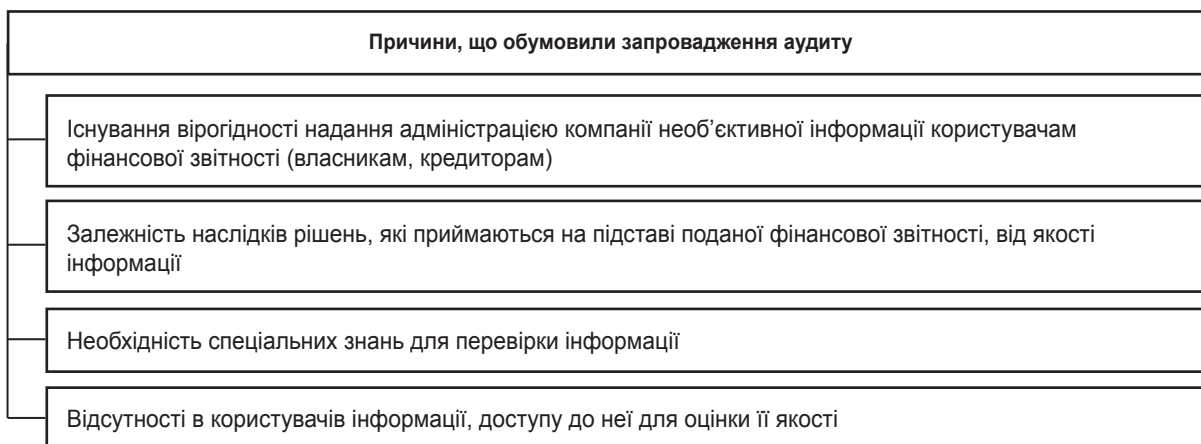 Причини, що обумовили запровадження аудиту
Існування вірогідності надання адміністрацією компанії необ’єктивної інформації користувачам
фінансової звітності (власникам, кредиторам)
Залежність наслідків рішень, які приймаються на підставі поданої фінансової звітності, від якості
інформації
Необхідність спеціальних знань для перевірки інформації
Відсутності в користувачів інформації, доступу до неї для оцінки її якості